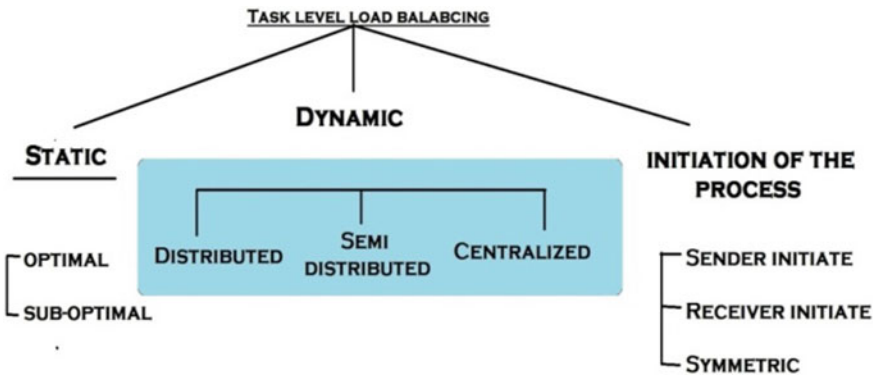 TASK LEVEL LOAD BALABCING
DYNAMIC
STATIC
INITIATION OF THE
PROCESS
DISTRIBUTED
SEMI
DISTRIBUTED
CENTRALIZED
OPTIMAL
SUB-OPTIMAL
SENDER INITIATE
RECEIVER INITIATE
SYMMETRIC